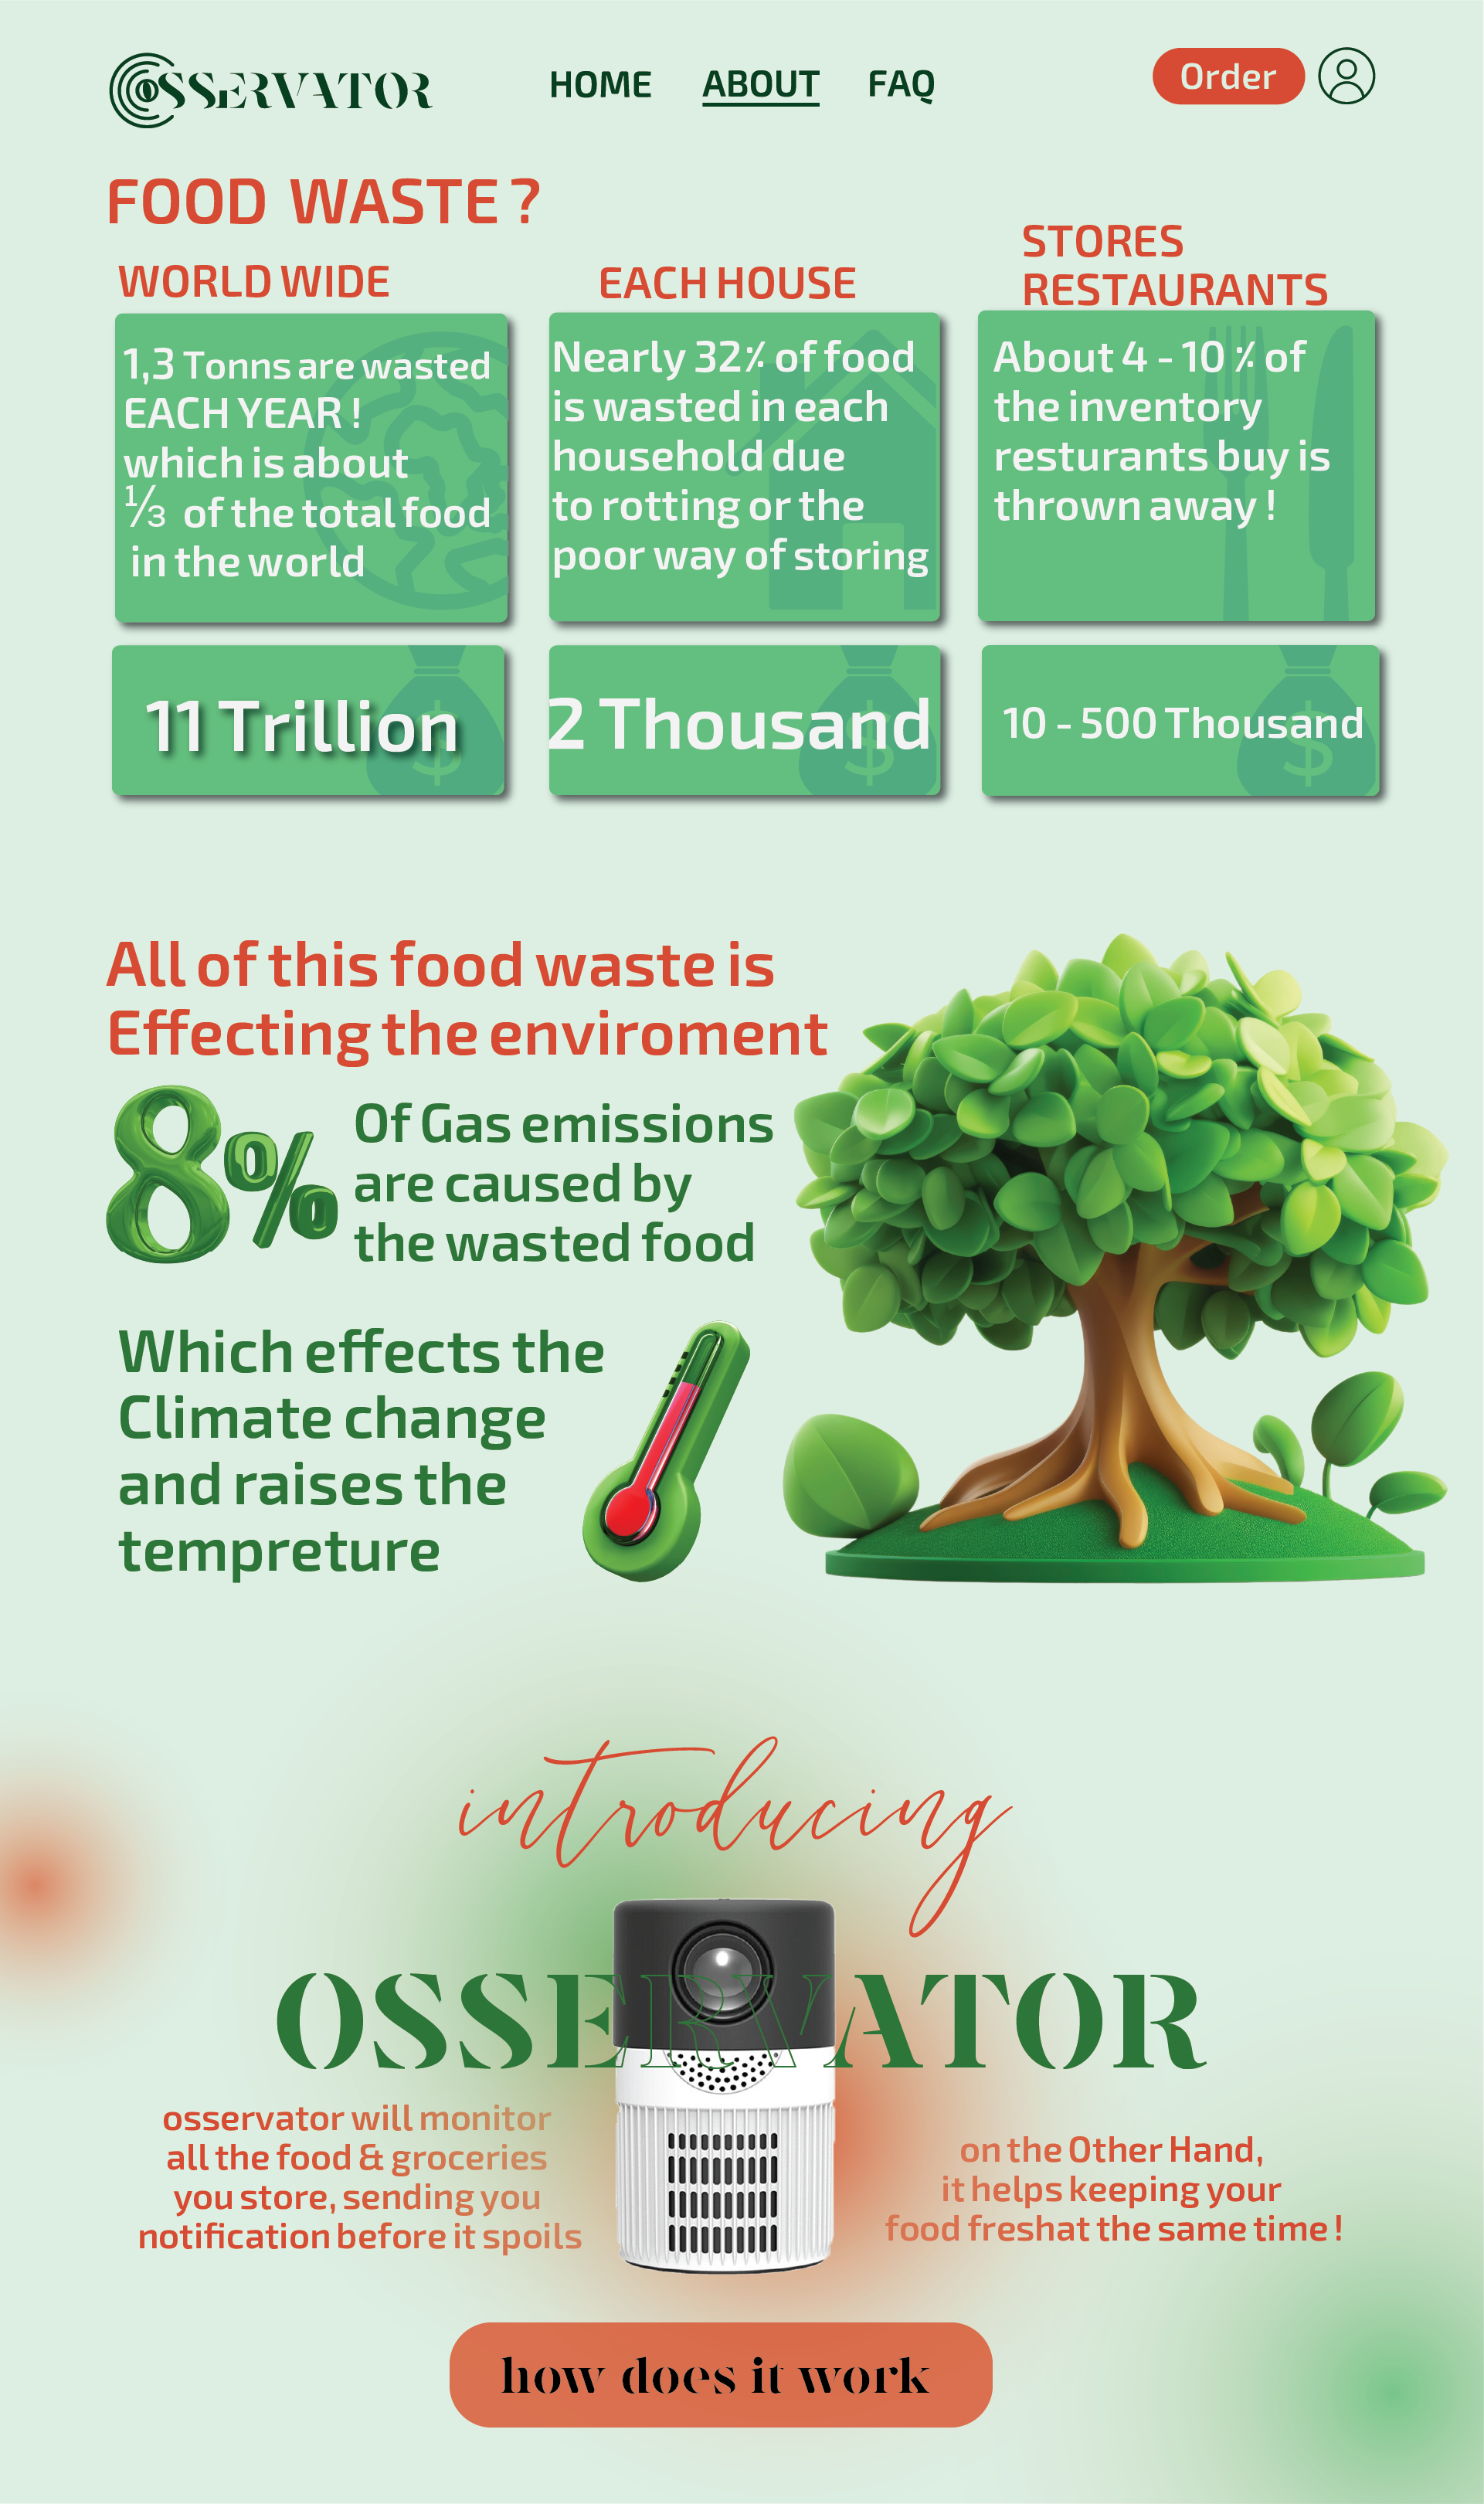 OSSERVATOR
HOME
ABOUT
FAQ
Order
FOOD WASTE ?
WORLD WIDE
1,3 Tonns are wasted
EACH YEAR !
which is about
⅓ of the total food
in the world
11 Trillion
EACH HOUSE
Nearly 32٪ of food
is wasted in each
household due
to rotting or the
poor way of storing
2 Thousand
STORES
RESTAURANTS
About 4 - 10 ٪ of
the inventory
resturants buy is
thrown away !
10 - 500 Thousand
$
$
$
All of this food waste is
Effecting the enviroment
8%
Of Gas emissions
are caused by
the wasted food
Which effects the
Climate change
and raises the
tempreture
introducing
OSSERVATOR
osservator will monitor
all the food & groceries
you store, sending you
notification before it spoils
on the Other Hand,
it helps keeping your
food freshat the same time !
how does it work